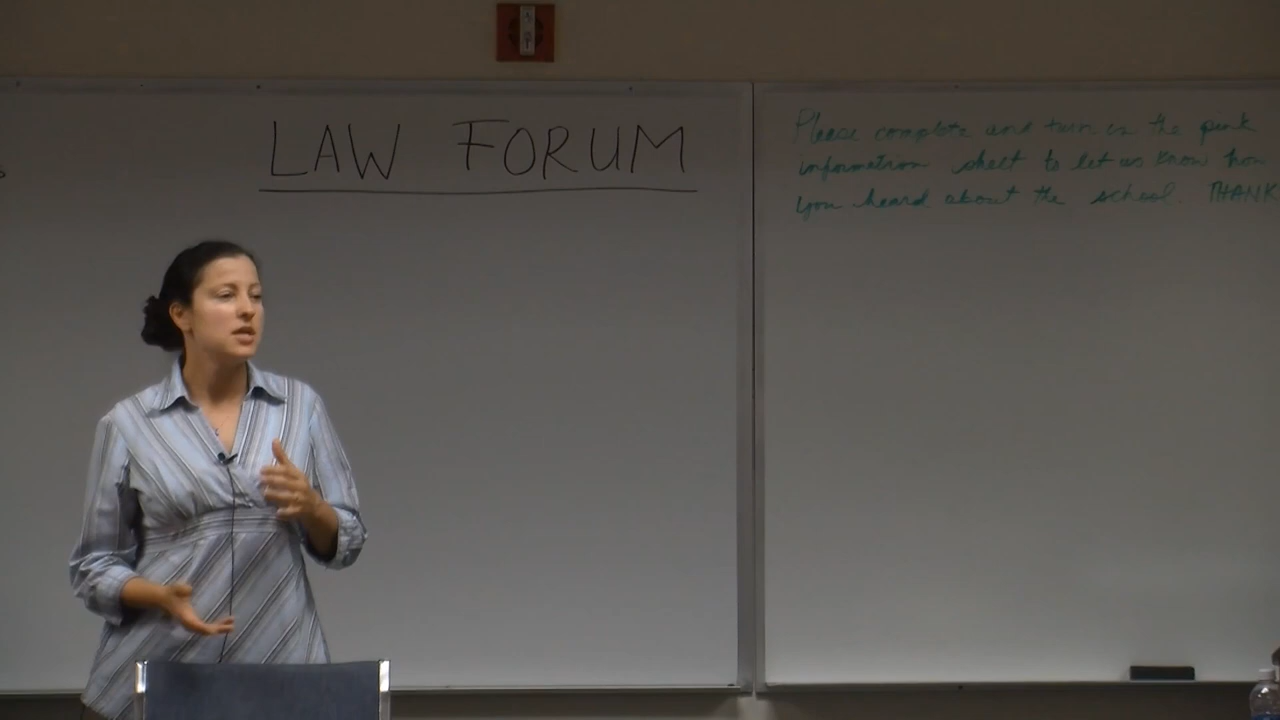 LAW FORUM
Please complete and turn in the pink
information sheet to let us know how
you heard about the school. THANK